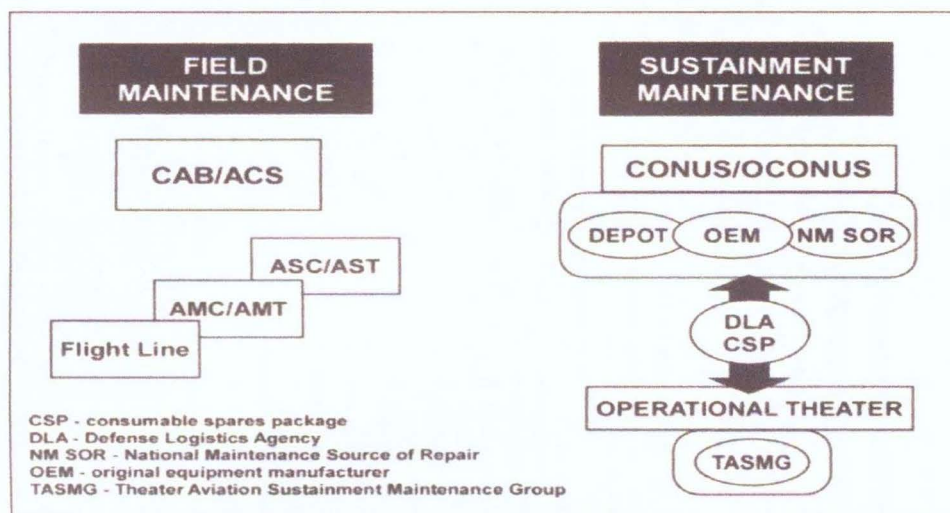 FIELD
MAINTENANCE
CAB/ACS
ASC/AST
AMC/AMT
Flight Line
CSP - consumable spares package
DLA - Defense Logistics Agency
NM SOR - National Maintenance Source of Repair
OEM - original equipment manufacturer
TASMG - Theater Aviation Sustainment Maintenance Group
SUSTAINMENT
MAINTENANCE
CONUS/OCONUS
DEPOT OEM NM SOR
DLA
CSP
OPERATIONAL THEATER
TASMG